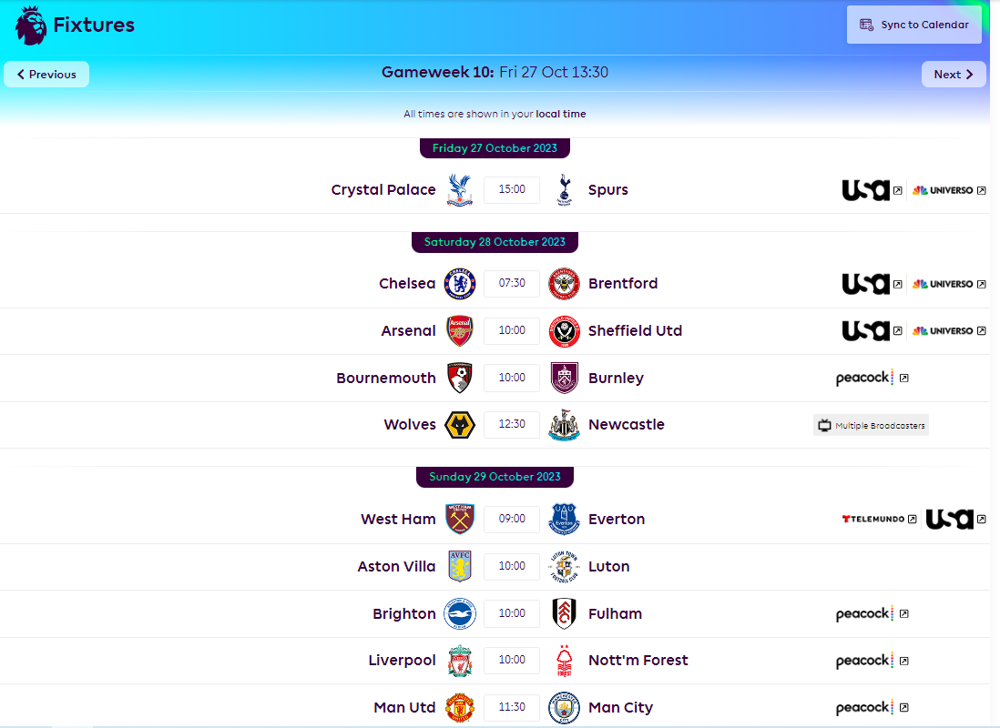 Fixtures
Sync to Calendar
Previous
Gameweek 10: Fri 27 Oct 13:30
Next
All times are shown in your local time
Friday 27 October 2023
Crystal Palace 15:00 Spurs USA UNIVERSO
Saturday 28 October 2023
Chelsea 07:30 Brentford USA UNIVERSO
Arsenal 10:00 Sheffield Utd USA UNIVERSO
Bournemouth 10:00 Burnley peacock
Wolves 12:30 Newcastle Multiple Broadcasters
Sunday 29 October 2023
West Ham 09:00 Everton TELEMUNDO USA
Aston Villa 10:00 Luton
Brighton 10:00 Fulham peacock
Liverpool 10:00 Nott'm Forest peacock
Man Utd 11:30 Man City peacock